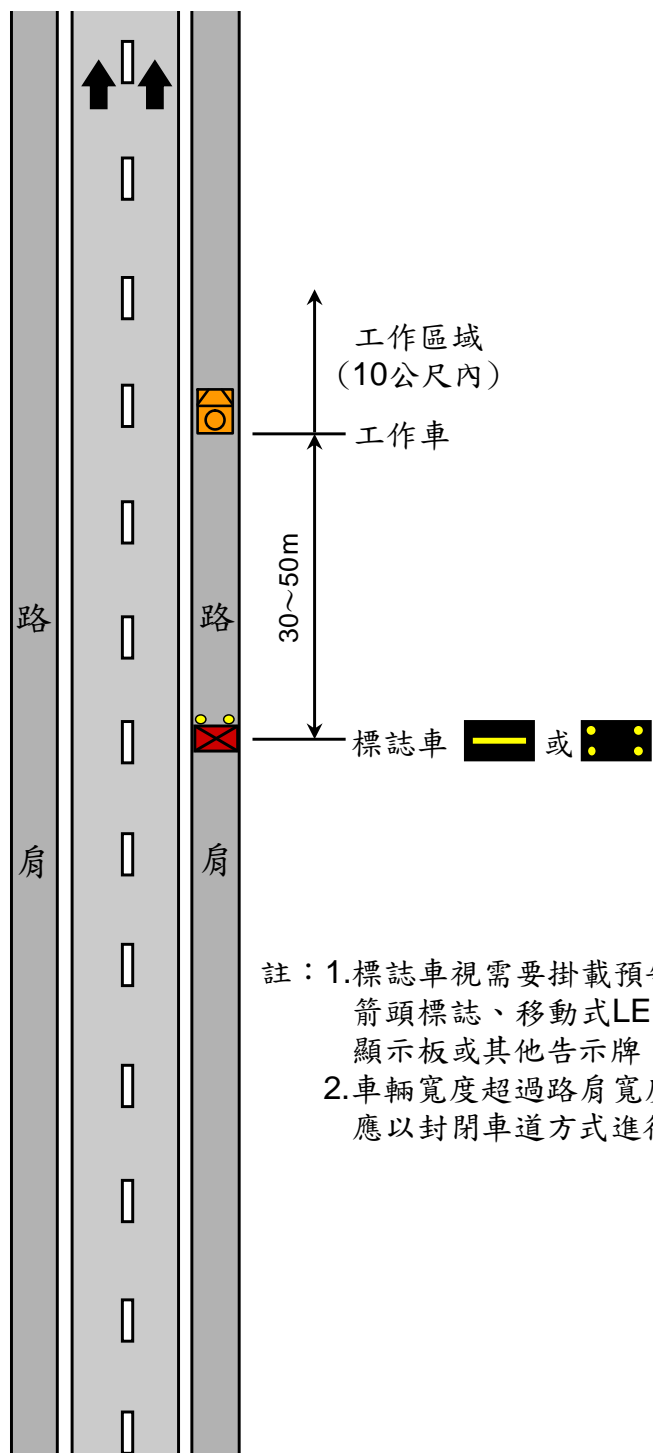 工作區域
（10公尺內）
工作車
30～50m
路
路
標誌車
或
肩
肩
註：1.標誌車視需要掛載預
箭頭標誌、移動式LE
顯示板或其他告示牌
2.車輛寬度超過路肩寬
應以封閉車道方式進